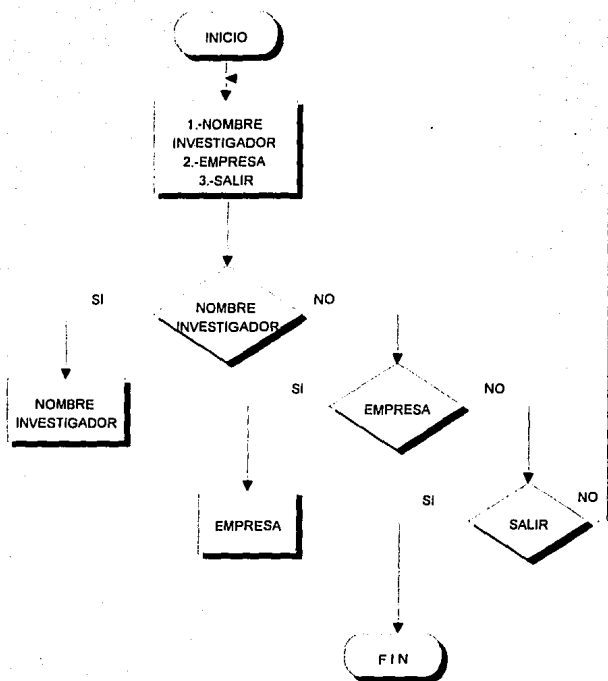 INICIO
1.-NOMBRE
INVESTIGADOR
2.-EMPRESA
3.-SALIR
SI
NOMBRE
INVESTIGADOR
NO
NOMBRE
INVESTIGADOR
SI
EMPRESA
NO
EMPRESA
SI
SALIR
NO
FIN